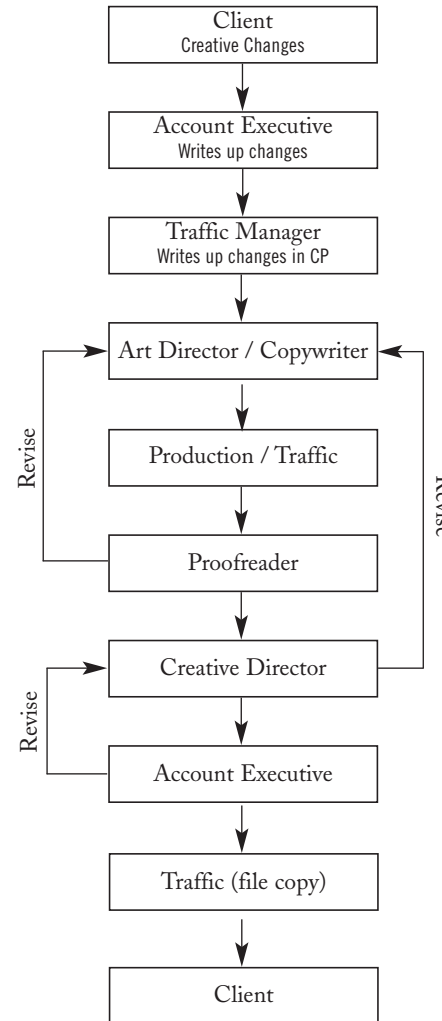 Client
Creative Changes
Account Executive
Writes up changes
Traffic Manager
Writes up changes in CP
Art Director / Copywriter
Revise
Production / Traffic
Revise
Proofreader
Creative Director
Revise
Account Executive
Traffic (file copy)
Client